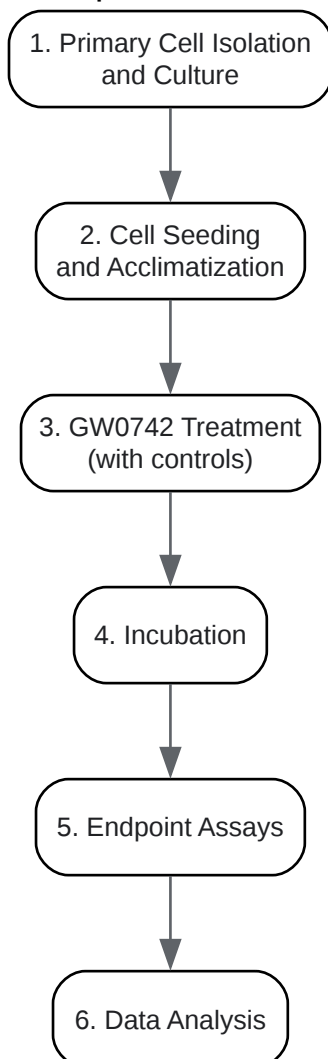 1. Primary Cell Isolation
and Culture
2. Cell Seeding
and Acclimatization
3. GW0742 Treatment
(with controls)
4. Incubation
5. Endpoint Assays
6. Data Analysis